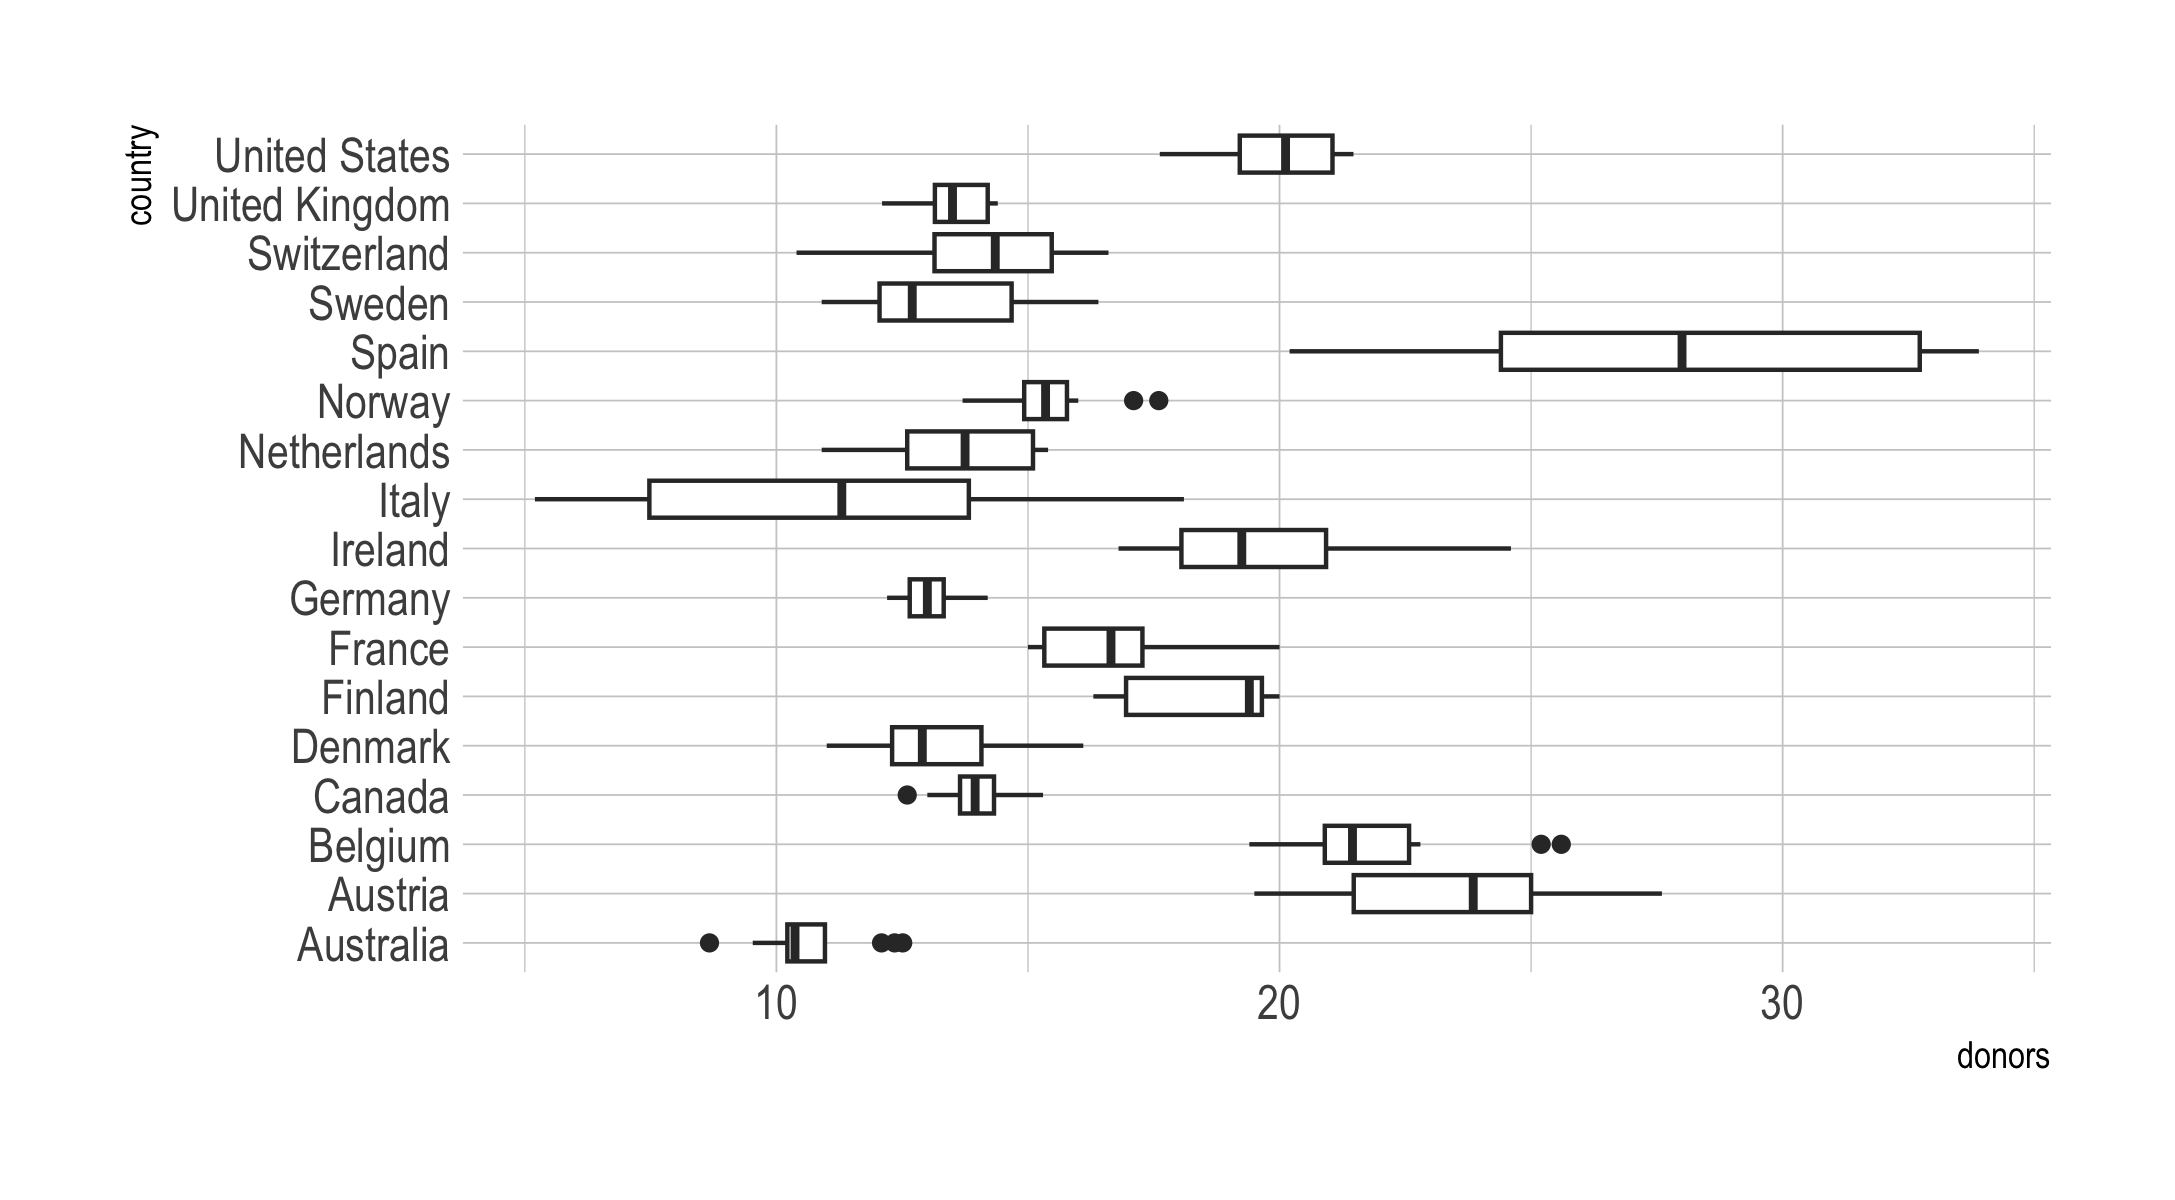 country
United States
United Kingdom
Switzerland
Sweden
Spain
Norway
Netherlands
Italy
Ireland
Germany
France
Finland
Denmark
Canada
Belgium
Austria
Australia
10 20 30
donors